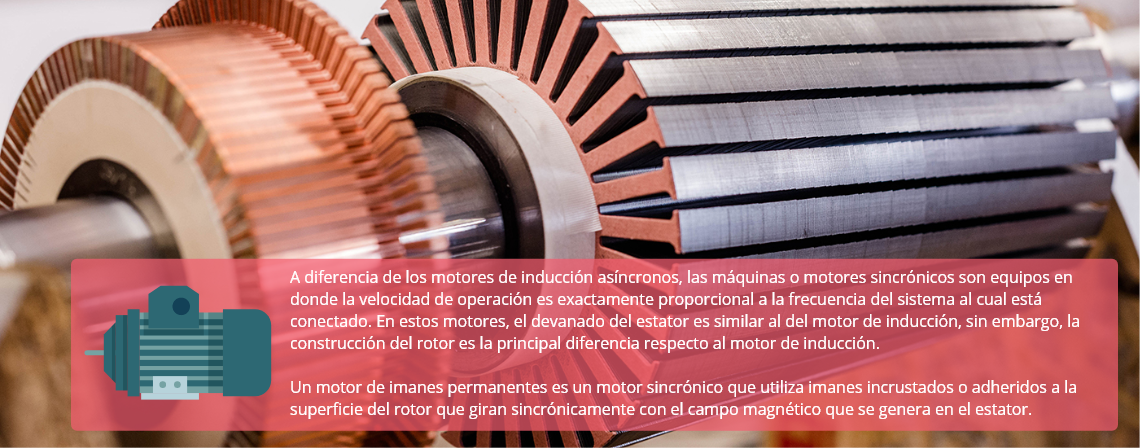 A diferencia de los motores de inducción asíncronos, las máquinas o motores sincrónicos son equipos en
donde la velocidad de operación es exactamente proporcional a la frecuencia del sistema al cual está
conectado. En estos motores, el devanado del estator es similar al del motor de inducción, sin embargo, la
construcción del rotor es la principal diferencia respecto al motor de inducción.
Un motor de imanes permanentes es un motor sincrónico que utiliza imanes incrustados o adheridos a la
superficie del rotor que giran sincrónicamente con el campo magnético que se genera en el estator.